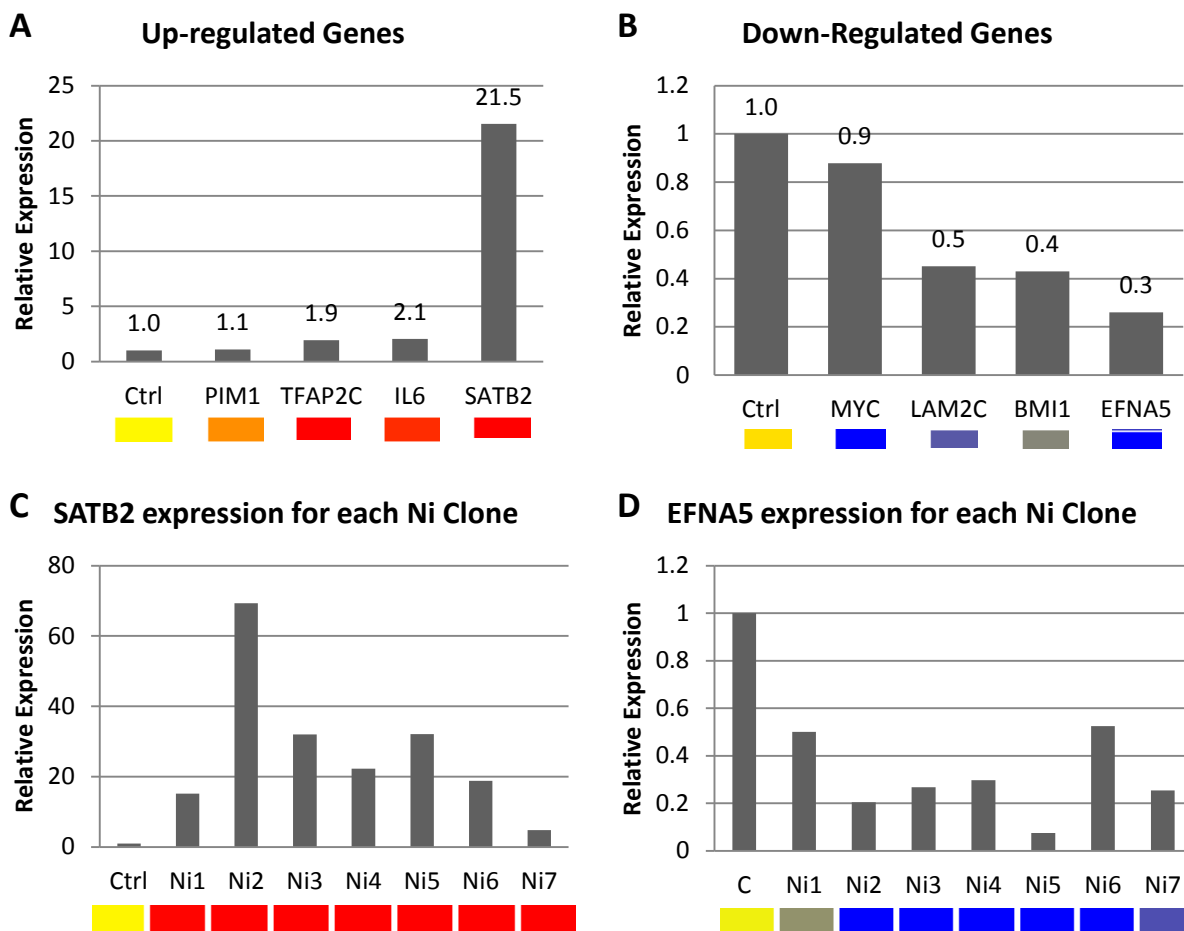 A
Up-regulated Genes
Relative Expression
25
20
15
10
5
0
1.0
1.1
1.9
2.1
21.5
Ctrl PIM1 TFAP2C IL6 SATB2
B
Down-Regulated Genes
Relative Expression
1.2
1
0.8
0.6
0.4
0.2
0
1.0
0.9
0.5
0.4
0.3
Ctrl MYC LAM2C BMI1 EFNA5
C
SATB2 expression for each Ni Clone
Relative Expression
80
60
40
20
0
Ctrl Ni1 Ni2 Ni3 Ni4 Ni5 Ni6 Ni7
D
EFNA5 expression for each Ni Clone
Relative Expression
1.2
1
0.8
0.6
0.4
0.2
0
C Ni1 Ni2 Ni3 Ni4 Ni5 Ni6 Ni7